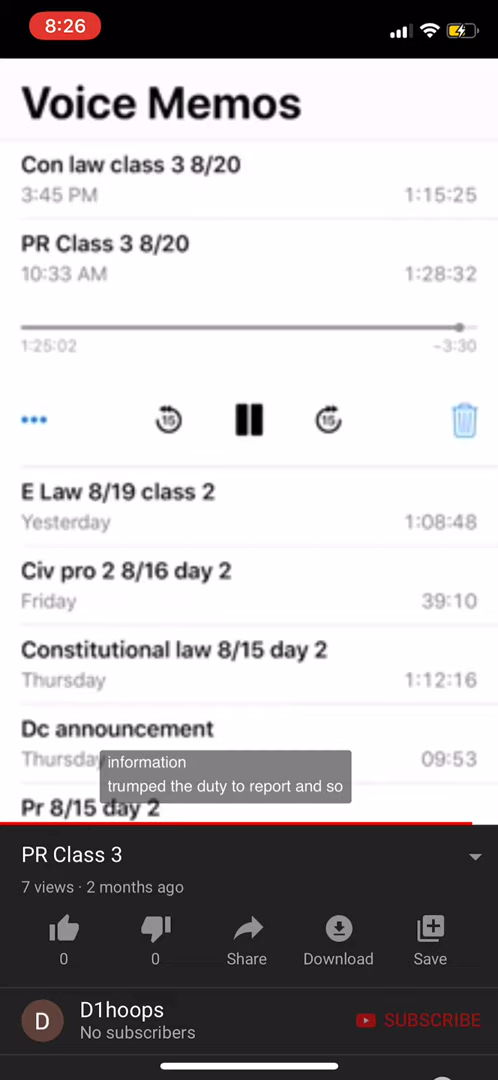 8:26
Voice Memos
Con law class 3 8/20
3:45 PM 1:15:25
PR Class 3 8/20
10:33 AM 1:28:32
1:25:02 -3:30
15 15
E Law 8/19 class 2
Yesterday 1:08:48
Civ pro 2 8/16 day 2
Friday 39:10
Constitutional law 8/15 day 2
Thursday 1:12:16
Dc announcement
Thursday 09:53
information
trumped the duty to report and so
Pr 8/15 day 2
PR Class 3
7 views · 2 months ago
0 0 Share Download Save
D D1hoops
No subscribers
SUBSCRIBE